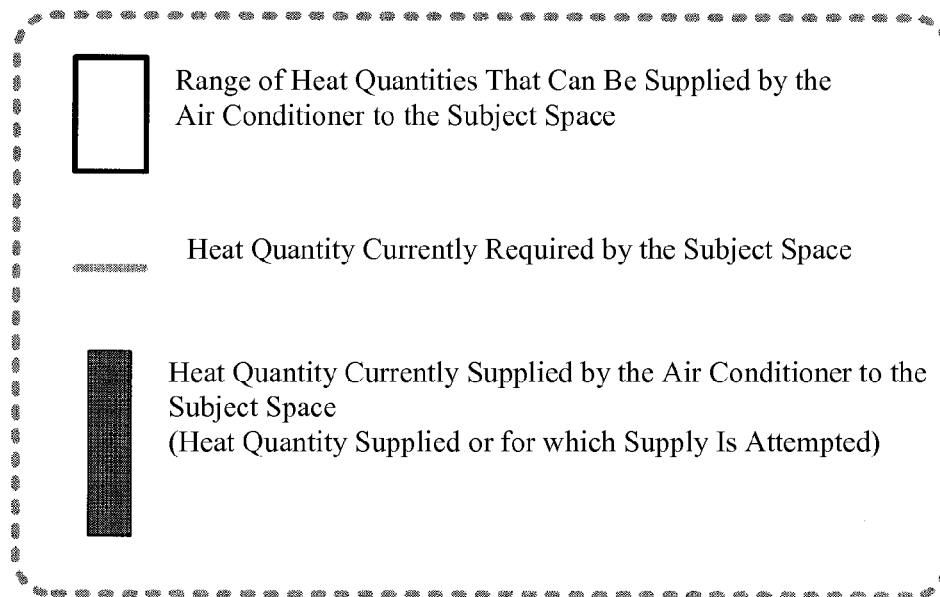 Range of Heat Quantities That Can Be Supplied by the
Air Conditioner to the Subject Space
Heat Quantity Currently Required by the Subject Space
Heat Quantity Currently Supplied by the Air Conditioner to the
Subject Space
(Heat Quantity Supplied or for which Supply Is Attempted)